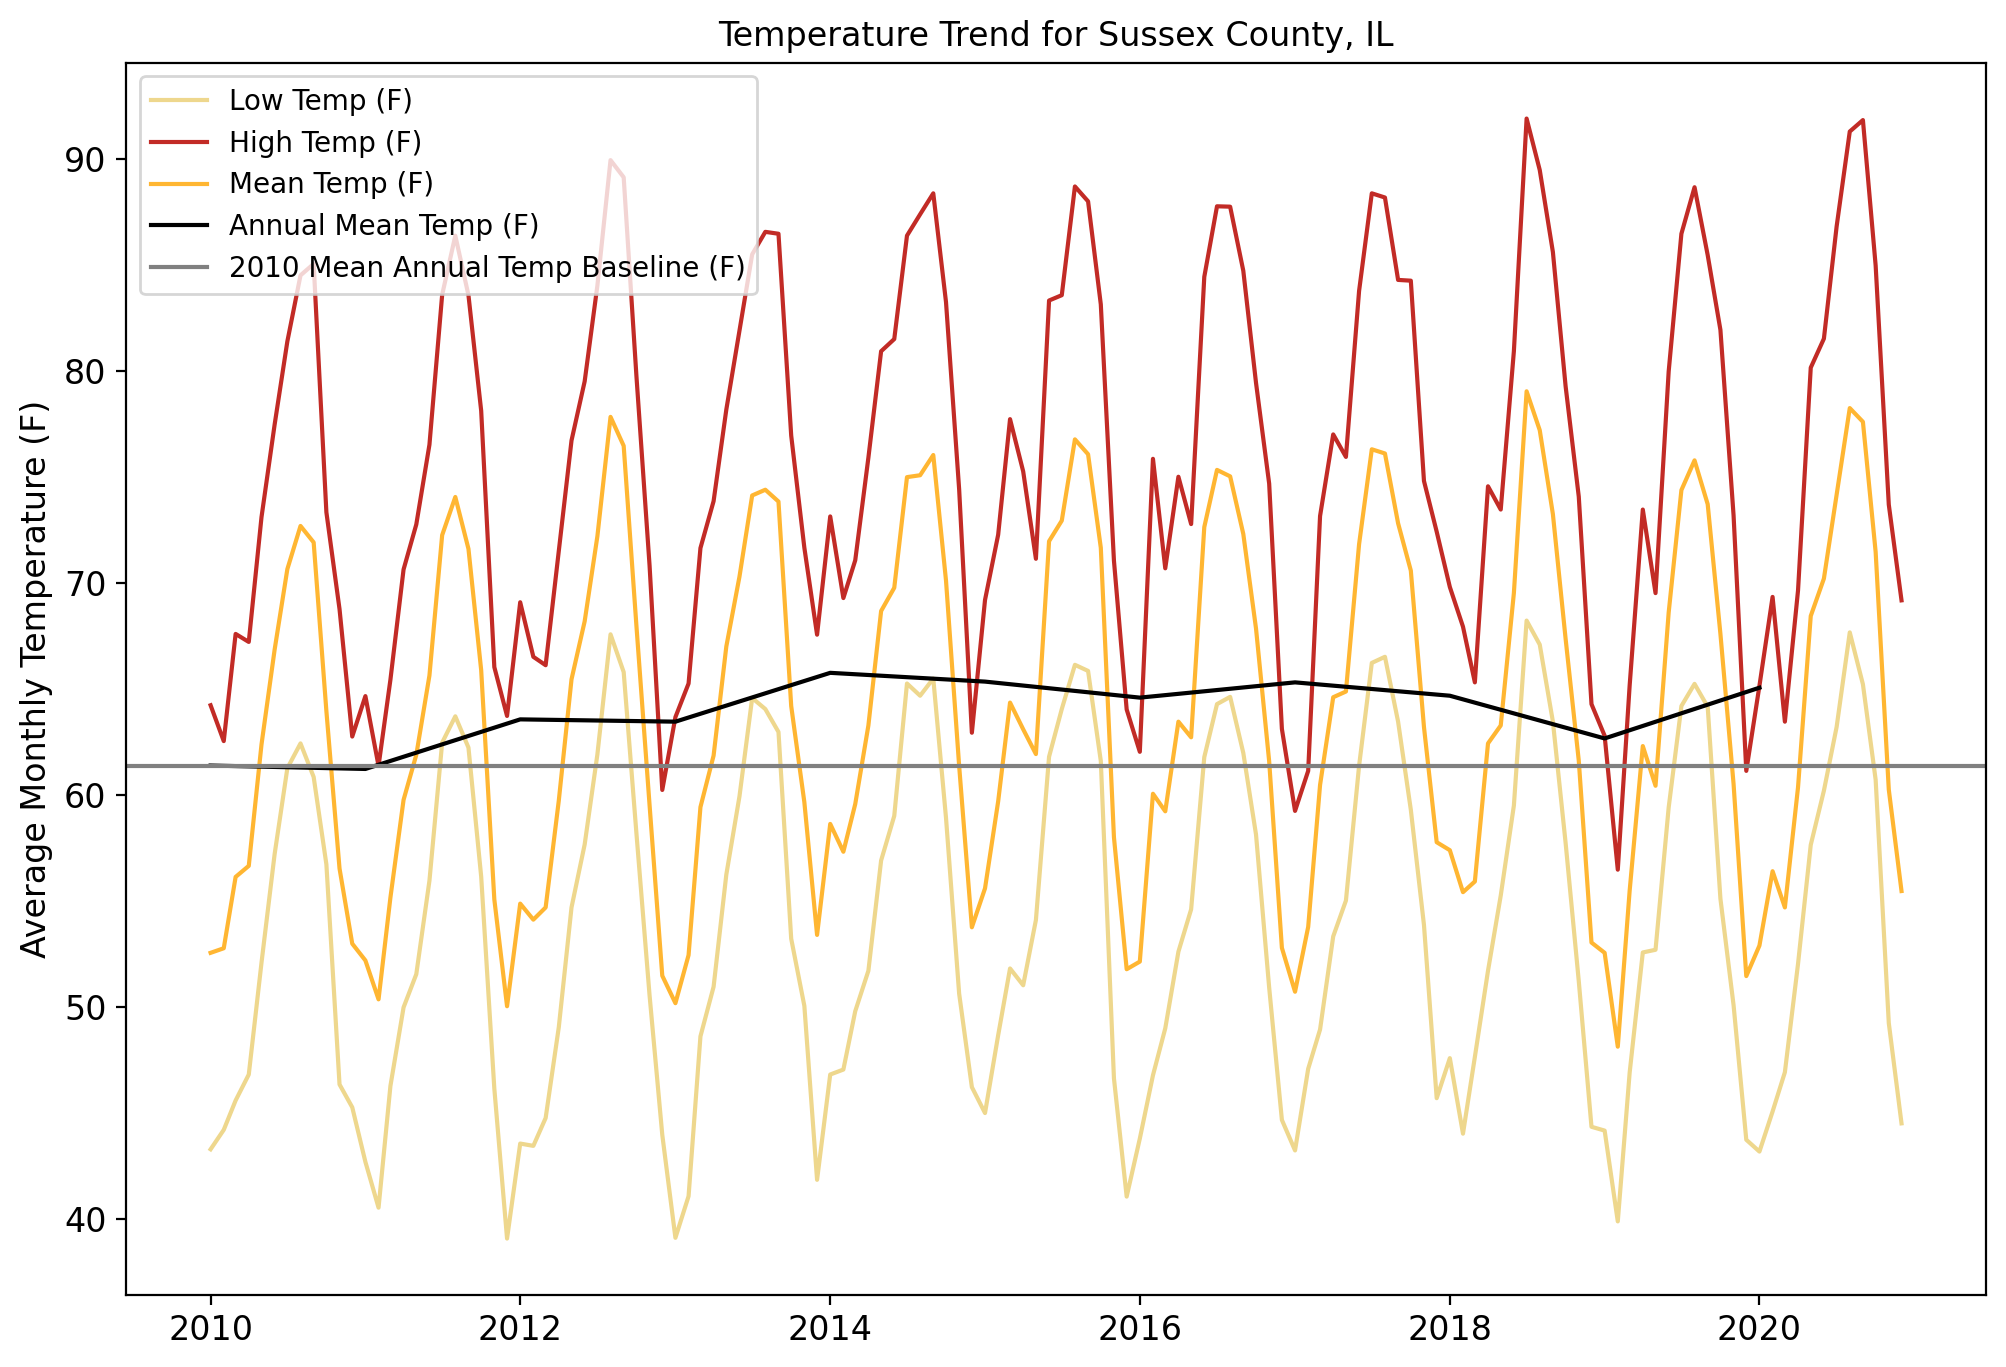 Temperature Trend for Sussex County, IL
Low Temp (F)
High Temp (F)
Mean Temp (F)
Annual Mean Temp (F)
2010 Mean Annual Temp Baseline (F)
Average Monthly Temperature (F)
90
80
70
60
50
40
2010 2012 2014 2016 2018 2020